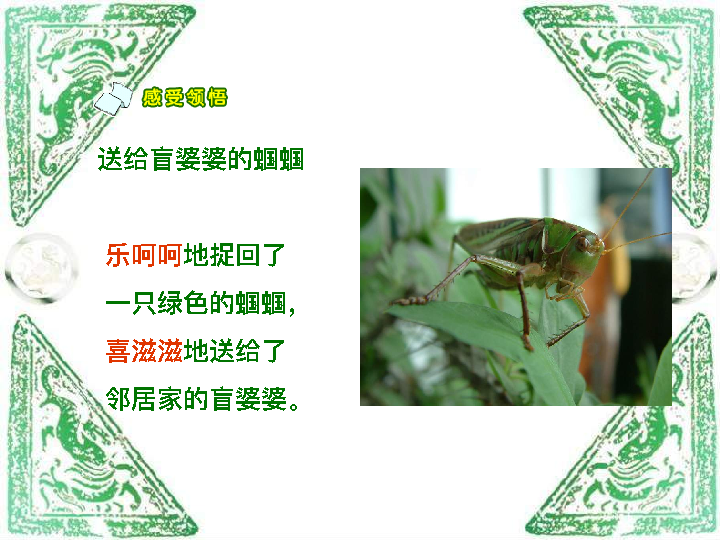 感受领悟
送给盲婆婆的蝈蝈
乐呵呵地捉回了
一只绿色的蝈蝈，
喜滋滋地送给了
邻居家的盲婆婆。